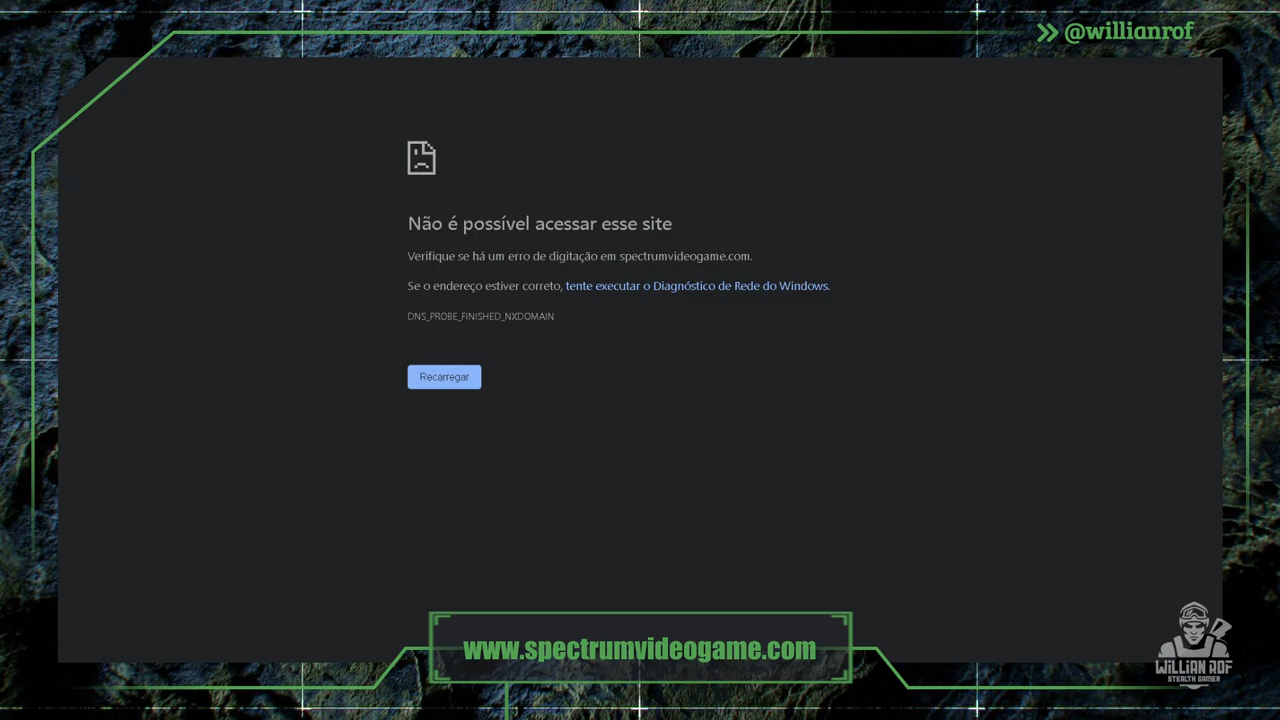 @willianrof
Não é possível acessar esse site
Verifique se há um erro de digitação em spectrumvideogame.com.
Se o endereço estiver correto, tente executar o Diagnóstico de Rede do Windows.
DNS_PROBE_FINISHED_NXDOMAIN
Recarregar
www.spectrumvideogame.com
WILLIAN ROF
STEALTH GAMER